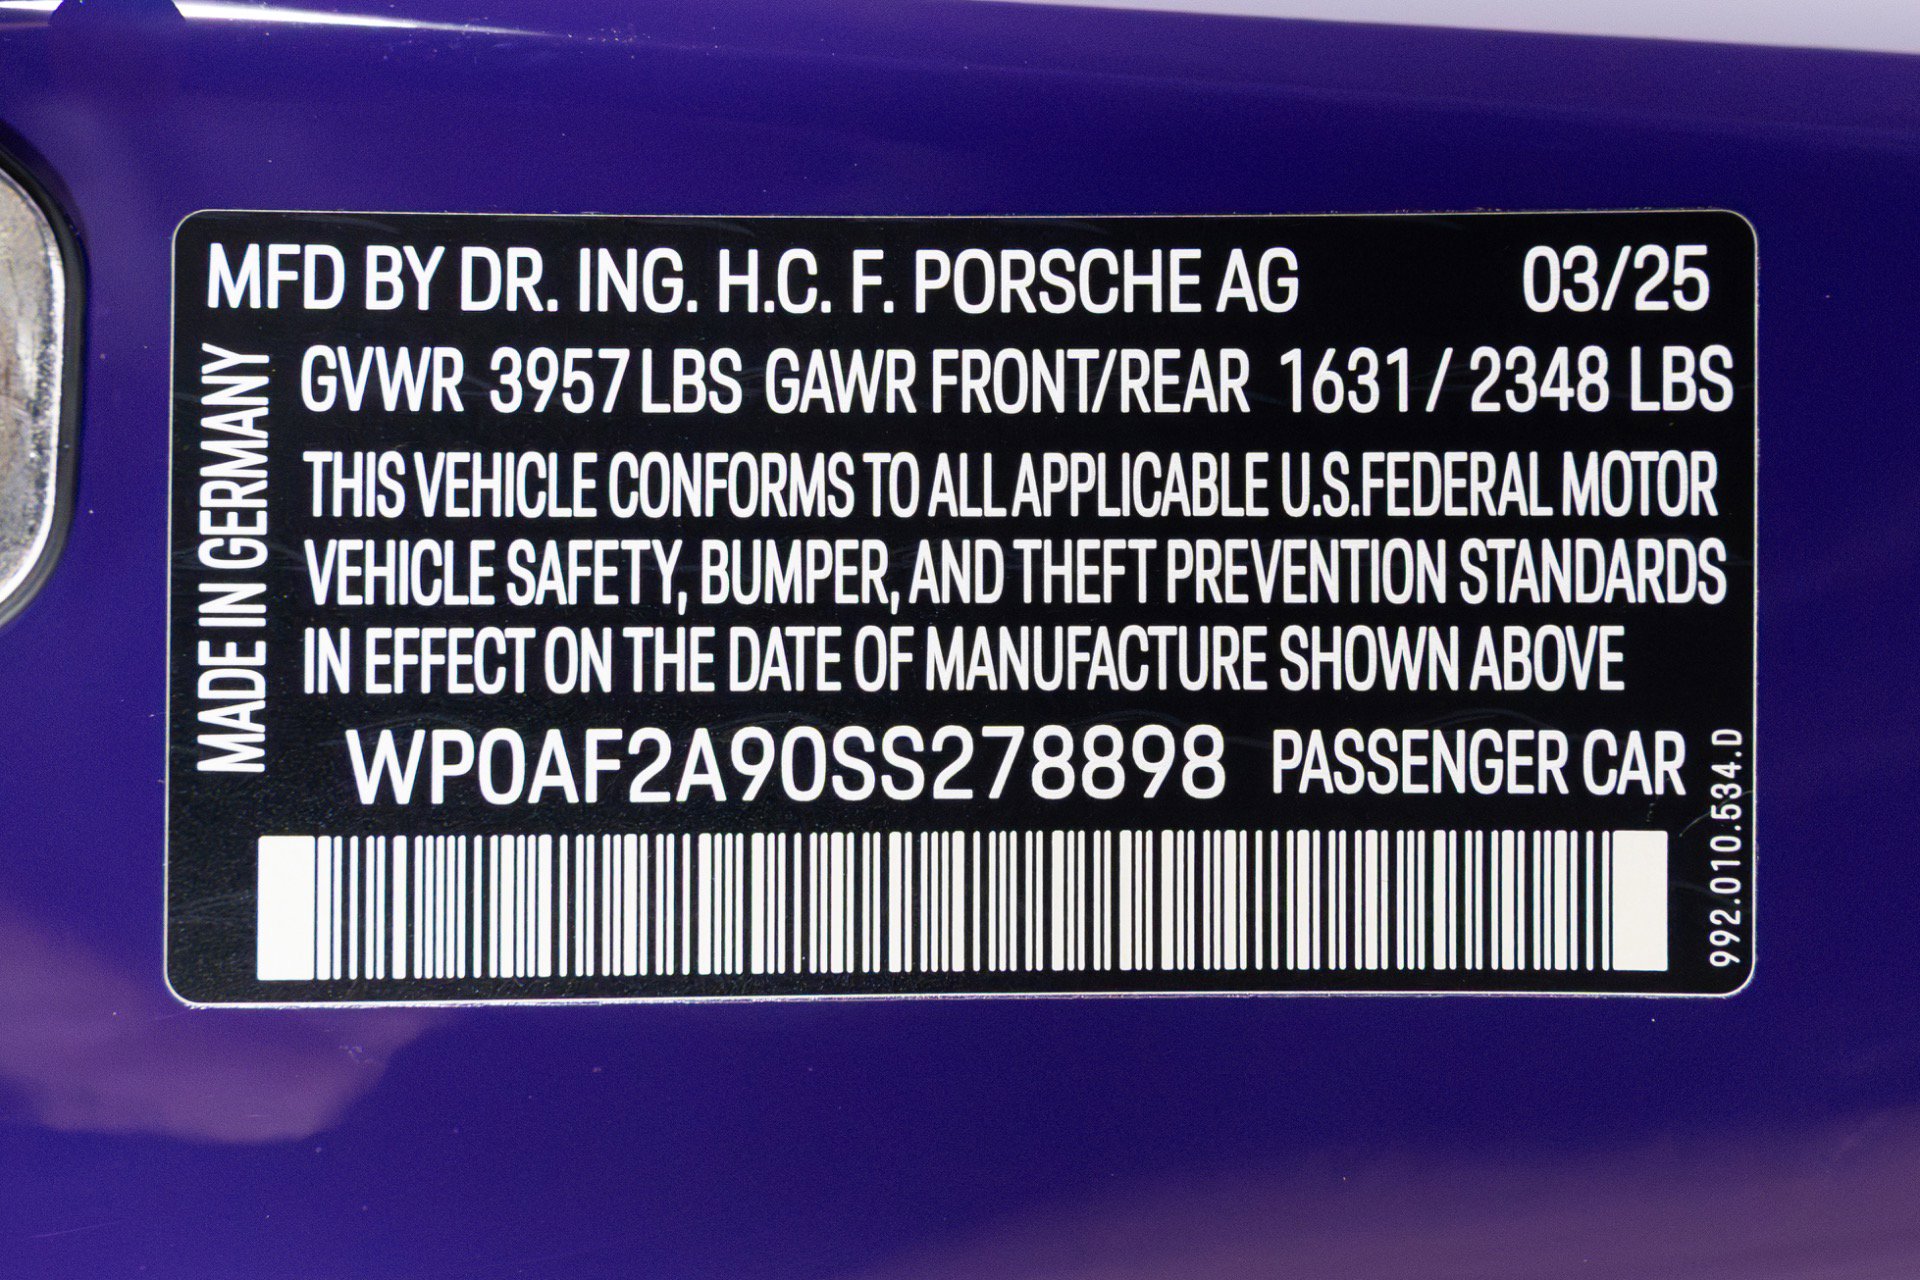 MFD BY DR. ING. H.C. F. PORSCHE AG 03/25
GVWR 3957 LBS GAWR FRONT/REAR 1631 / 2348 LBS
THIS VEHICLE CONFORMS TO ALL APPLICABLE U.S.FEDERAL MOTOR
VEHICLE SAFETY, BUMPER, AND THEFT PREVENTION STANDARDS
IN EFFECT ON THE DATE OF MANUFACTURE SHOWN ABOVE
WP0AF2A90SS278898 PASSENGER CAR
MADE IN GERMANY
992.010.534.D